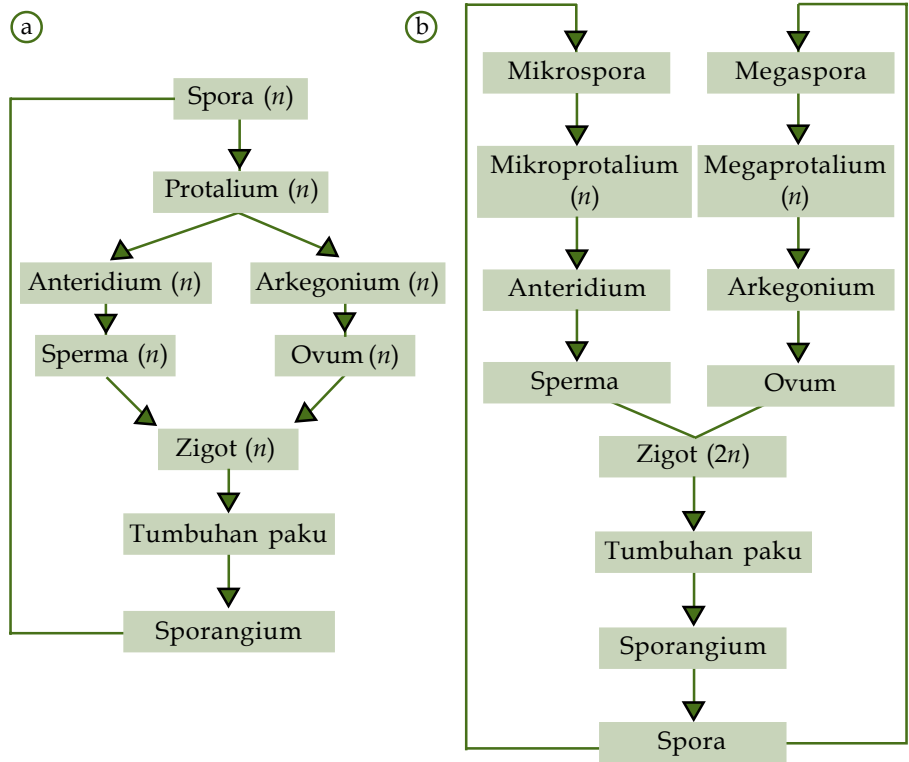 a
Spora (n)
Protalium (n)
Anteridium (n)
Arkegonium (n)
Sperma (n)
Ovum (n)
Zigot (n)
Tumbuhan paku
Sporangium
b
Mikrospora
Megaspora
Mikroprotalium
(n)
Megaprotalium
(n)
Anteridium
Arkegonium
Sperma
Ovum
Zigot (2n)
Tumbuhan paku
Sporangium
Spora